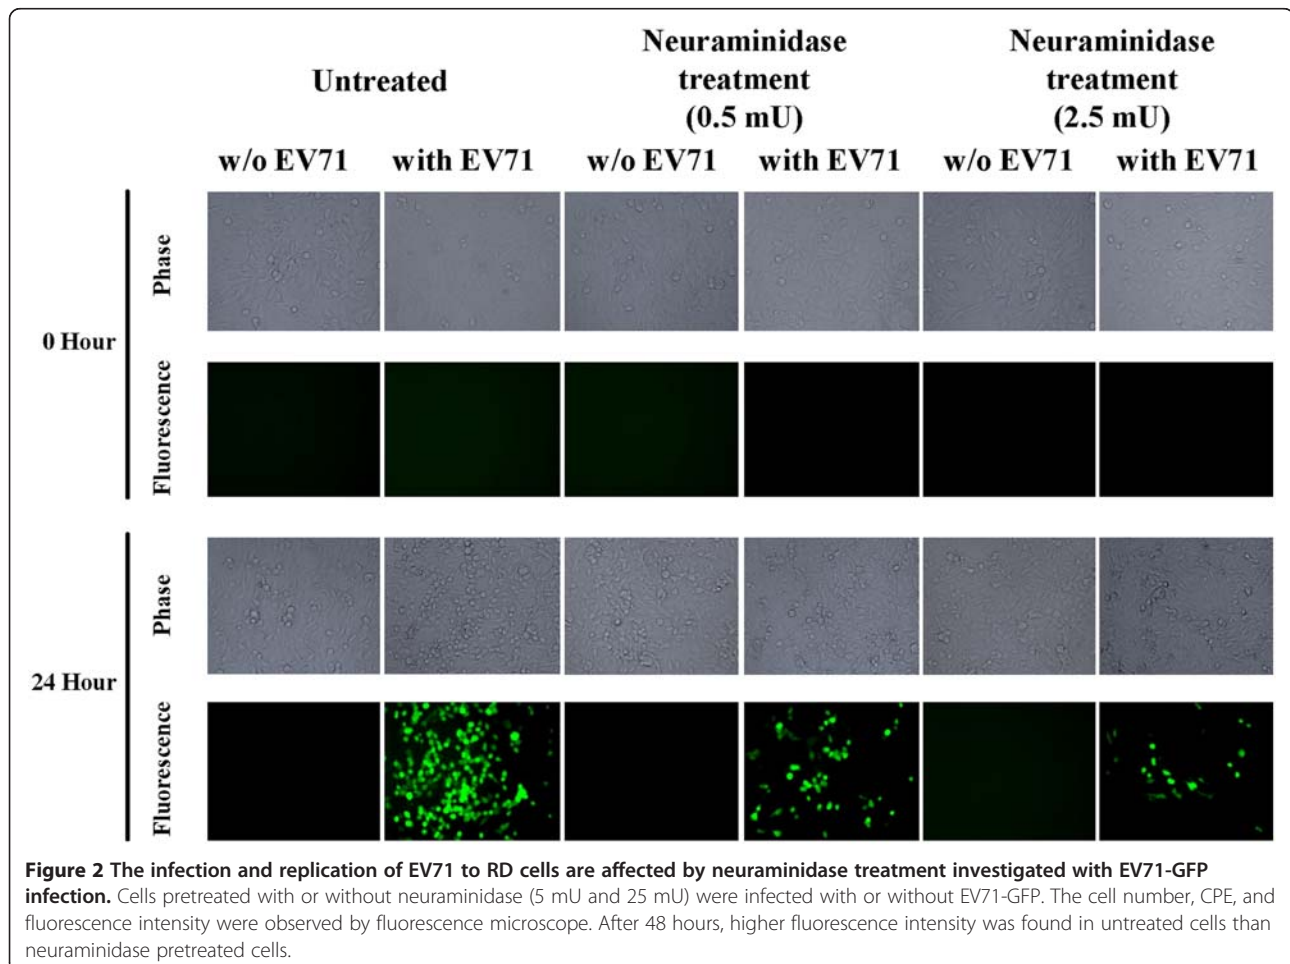 Untreated
Neuraminidase
treatment
(0.5 mU)
Neuraminidase
treatment
(2.5 mU)
w/o EV71 with EV71 w/o EV71 with EV71 w/o EV71 with EV71
0 Hour
Phase
Fluorescence
24 Hour
Phase
Fluorescence
Figure 2 The infection and replication of EV71 to RD cells are affected by neuraminidase treatment investigated with EV71-GFP
infection. Cells pretreated with or without neuraminidase (5 mU and 25 mU) were infected with or without EV71-GFP. The cell number, CPE, and
fluorescence intensity were observed by fluorescence microscope. After 48 hours, higher fluorescence intensity was found in untreated cells than
neuraminidase pretreated cells.